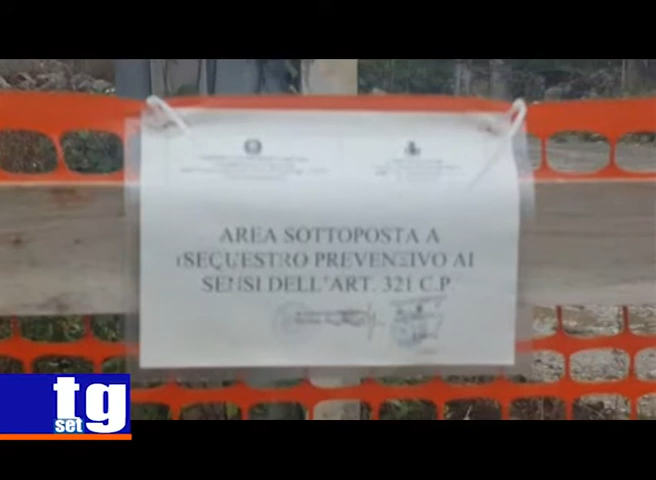 AREA SOTTOPOSTA A
SEQUESTRO PREVENTIVO AI
SENSI DELL'ART. 321 C.P
tg
set